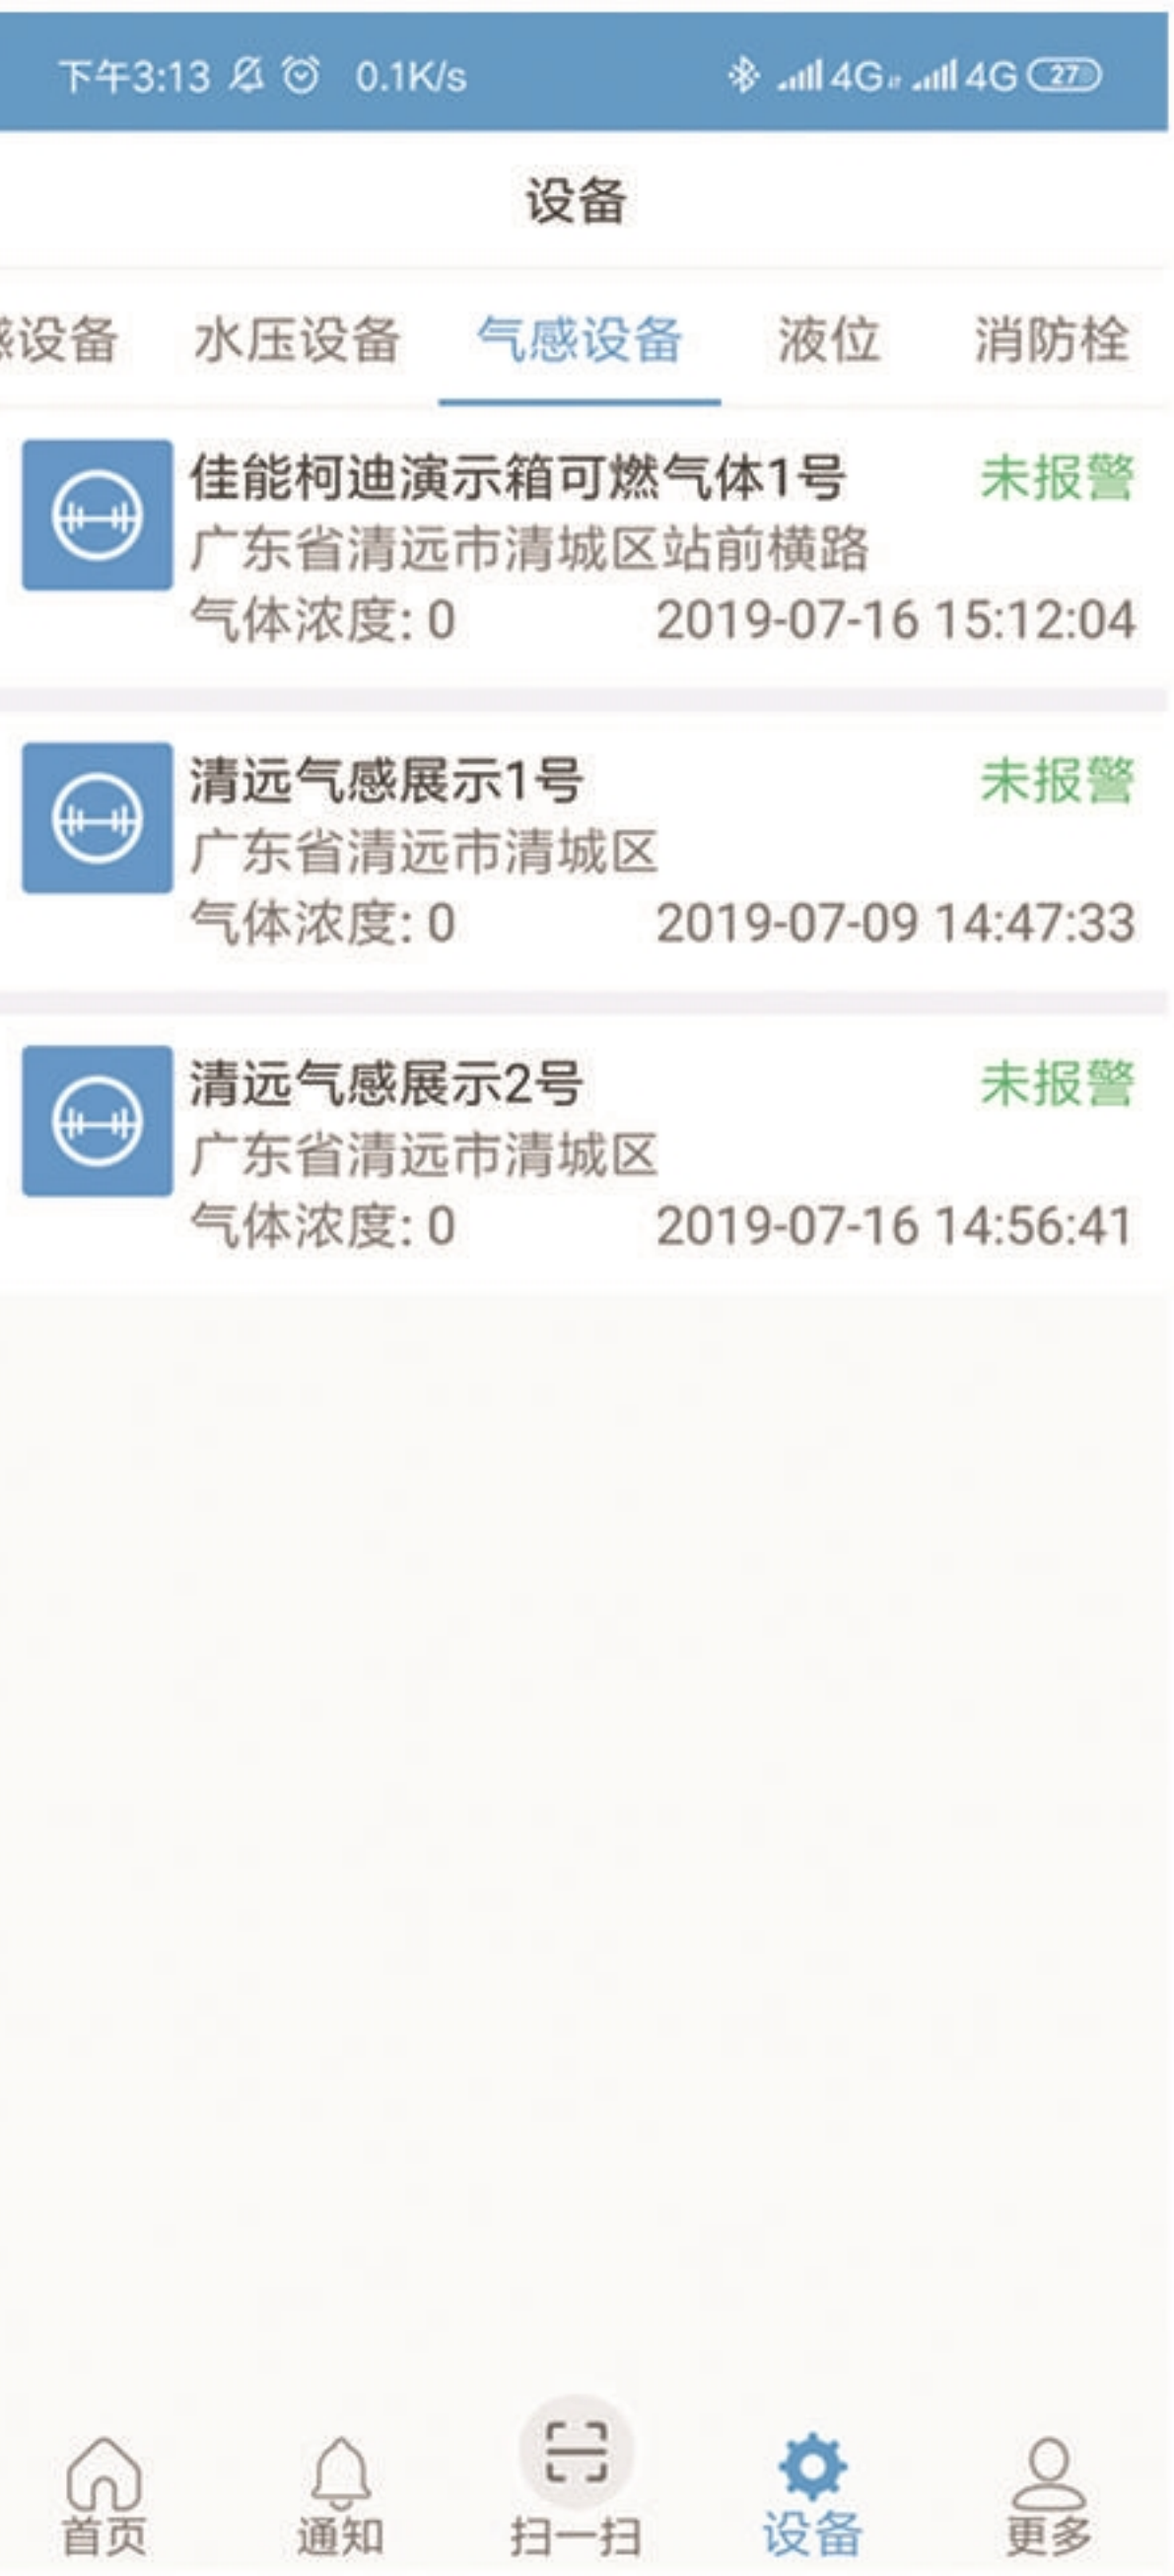 下午3:13 0.1K/s 4G 4G 27
设备
感设备 水压设备 气感设备 液位 消防栓
佳能柯迪演示箱可燃气体1号 未报警
广东省清远市清城区站前横路
气体浓度: 0 2019-07-16 15:12:04
清远气感展示1号 未报警
广东省清远市清城区
气体浓度: 0 2019-07-09 14:47:33
清远气感展示2号 未报警
广东省清远市清城区
气体浓度: 0 2019-07-16 14:56:41
首页 通知 扫一扫 设备 更多